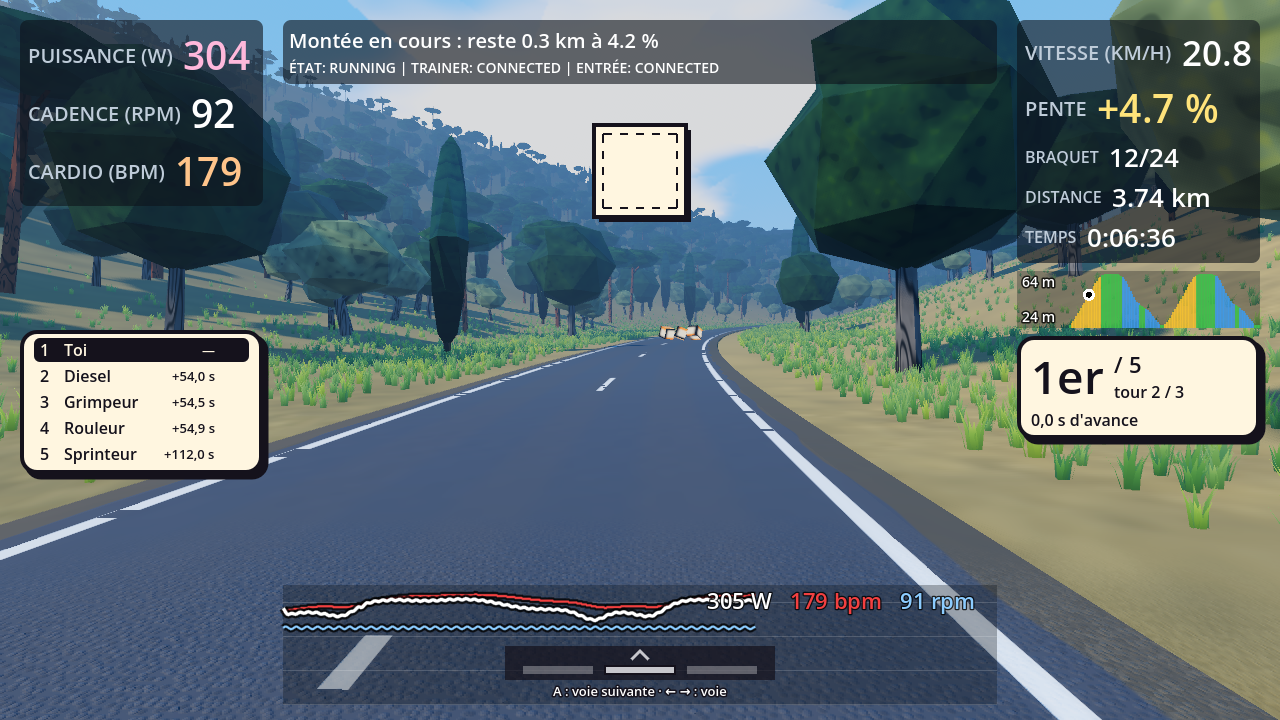 PUISSANCE (W) 304
CADENCE (RPM) 92
CARDIO (BPM) 179
Montée en cours : reste 0.3 km à 4.2 %
ÉTAT: RUNNING | TRAINER: CONNECTED | ENTRÉE: CONNECTED
VITESSE (KM/H) 20.8
PENTE +4.7 %
BRAQUET 12/24
DISTANCE 3.74 km
TEMPS 0:06:36
64 m
24 m
1 Toi —
2 Diesel +54,0 s
3 Grimpeur +54,5 s
4 Rouleur +54,9 s
5 Sprinteur +112,0 s
1er / 5
tour 2 / 3
0,0 s d'avance
305 W 179 bpm 91 rpm
A : voie suivante · ← → : voie